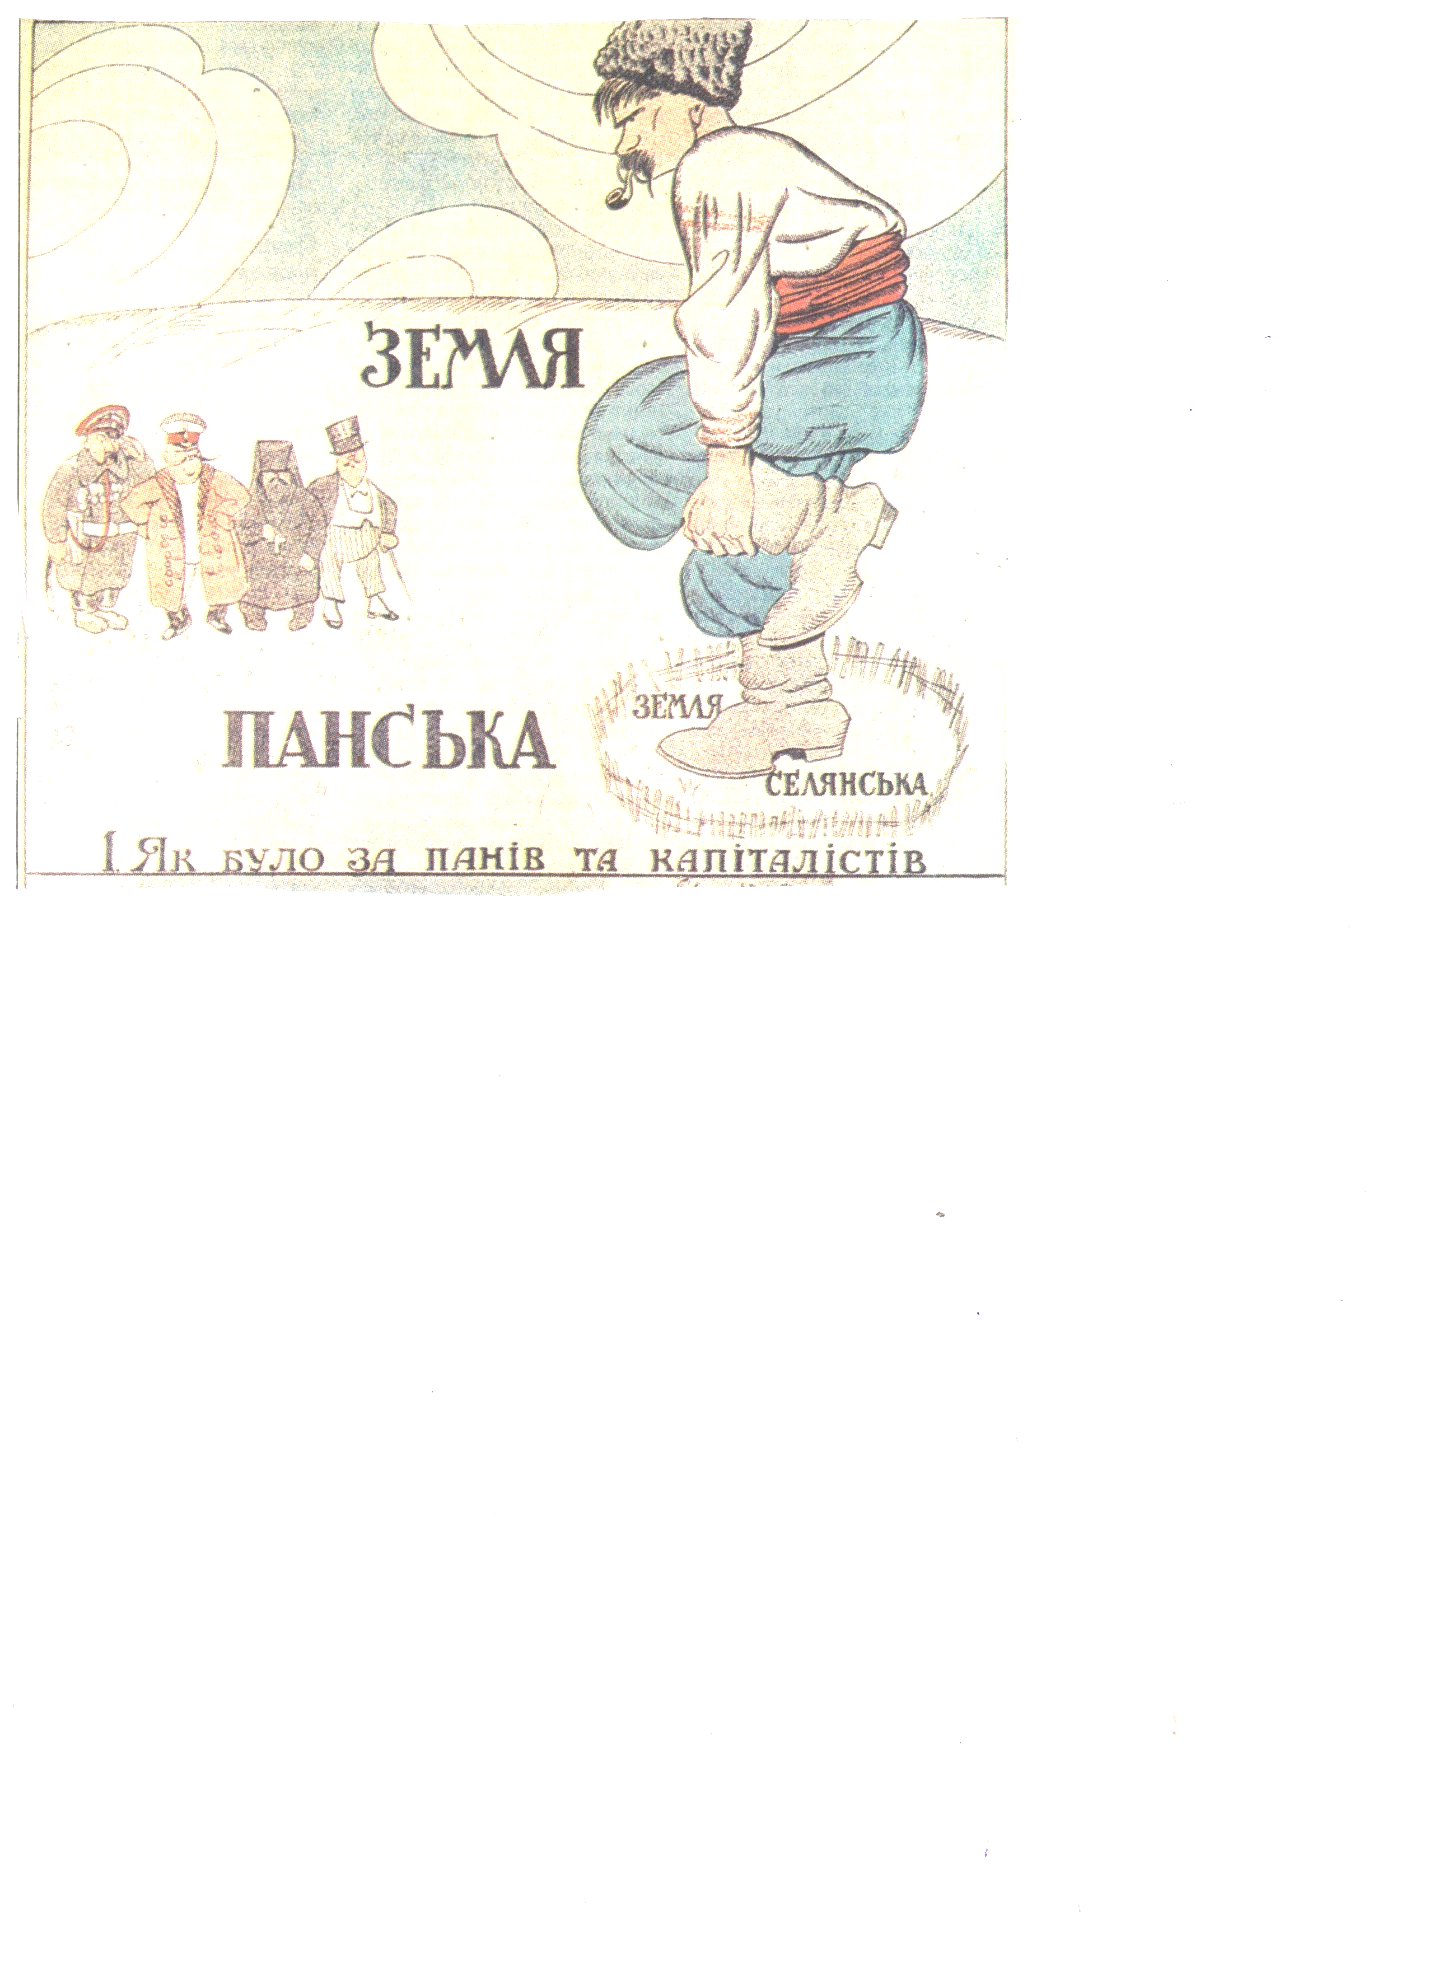 ЗЕМЛЯ
ПАНСЬКА
ЗЕМЛЯ
СЕЛЯНСЬКА
1. Як було за панів та капіталістів